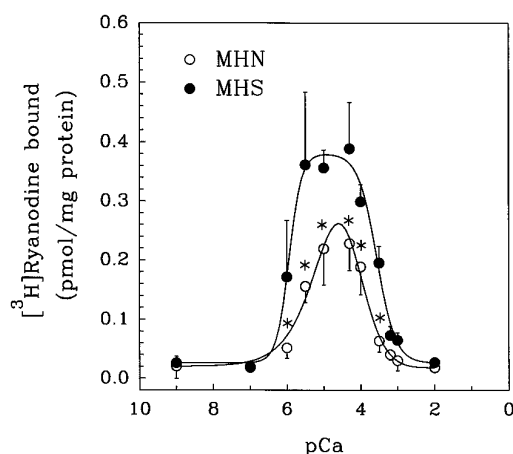 0.6
0.5
0.4
0.3
0.2
0.1
0.0
[³H]Ryanodine bound
(pmol/mg protein)
MHN
MHS
* * * * * * *
10 8 6 4 2 0
pCa